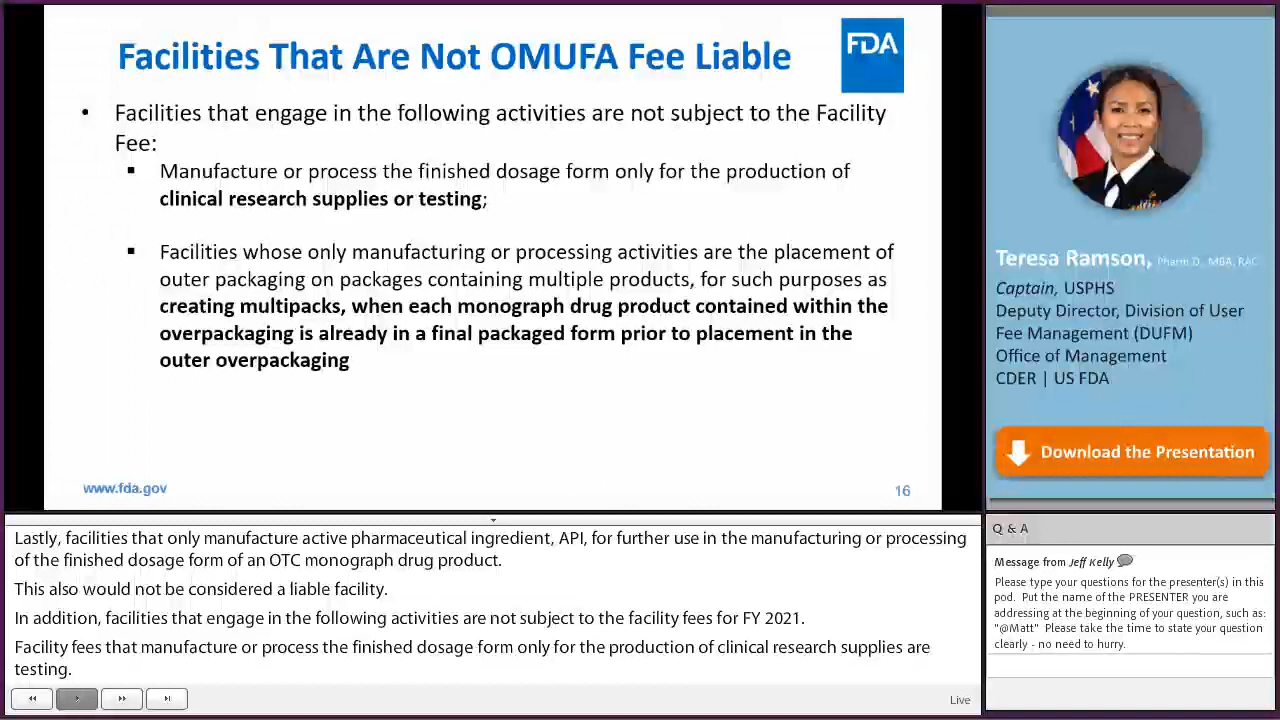 Facilities That Are Not OMUFA Fee Liable
FDA
• Facilities that engage in the following activities are not subject to the Facility
Fee:
▪ Manufacture or process the finished dosage form only for the production of
clinical research supplies or testing;
▪ Facilities whose only manufacturing or processing activities are the placement of
outer packaging on packages containing multiple products, for such purposes as
creating multipacks, when each monograph drug product contained within the
overpackaging is already in a final packaged form prior to placement in the
outer overpackaging
www.fda.gov
16
Teresa Ramson, Pharm D., MBA, RAC
Captain, USPHS
Deputy Director, Division of User
Fee Management (DUFM)
Office of Management
CDER | US FDA
Download the Presentation
Lastly, facilities that only manufacture active pharmaceutical ingredient, API, for further use in the manufacturing or processing
of the finished dosage form of an OTC monograph drug product.
This also would not be considered a liable facility.
In addition, facilities that engage in the following activities are not subject to the facility fees for FY 2021.
Facility fees that manufacture or process the finished dosage form only for the production of clinical research supplies are
testing.
Live
Q & A
Message from Jeff Kelly
Please type your questions for the presenter(s) in this
pod. Put the name of the PRESENTER you are
addressing at the beginning of your question, such as:
"@Matt" Please take the time to state your question
clearly - no need to hurry.